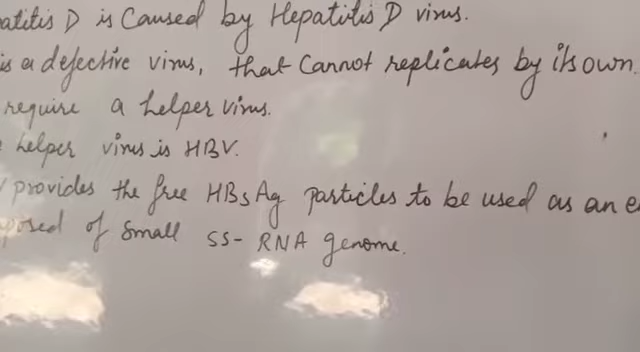 atitis D is Caused by Hepatitis D virus.
is a defective virus, that Cannot replicates by its own.
require a helper virus.
helper virus is HBV.
provides the free HBsAg particles to be used as an e
posed of Small SS- RNA genome.